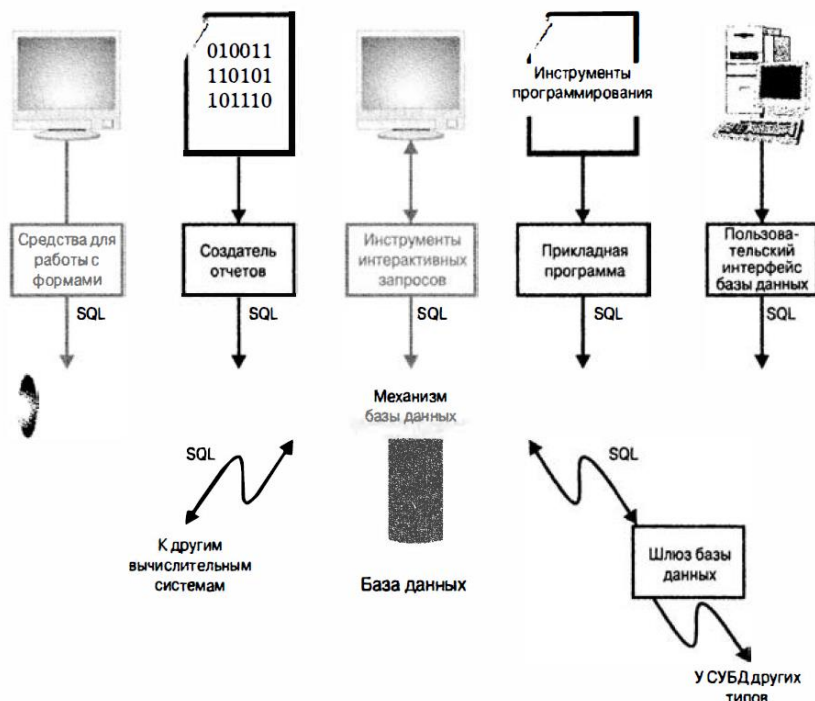 010011
110101
101110
Инструменты
программирования
Средства для
работы с
формами
Создатель
отчетов
Инструменты
интерактивных
запросов
Прикладная
программа
Пользова-
тельский
интерфейс
базы данных
SQL
SQL
SQL
SQL
SQL
Механизм
базы данных
SQL
SQL
К другим
вычислительным
системам
База данных
Шлюз базы
данных
У СУБД других
типов